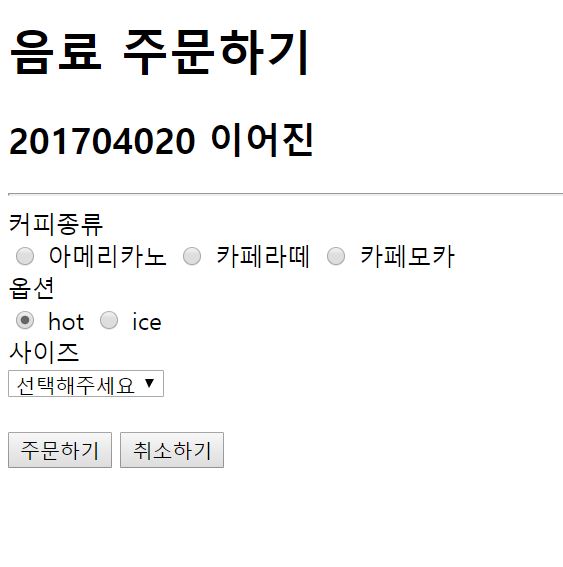 음료 주문하기
201704020 이어진
커피종류
아메리카노 카페라떼 카페모카
옵션
hot ice
사이즈
선택해주세요
주문하기 취소하기